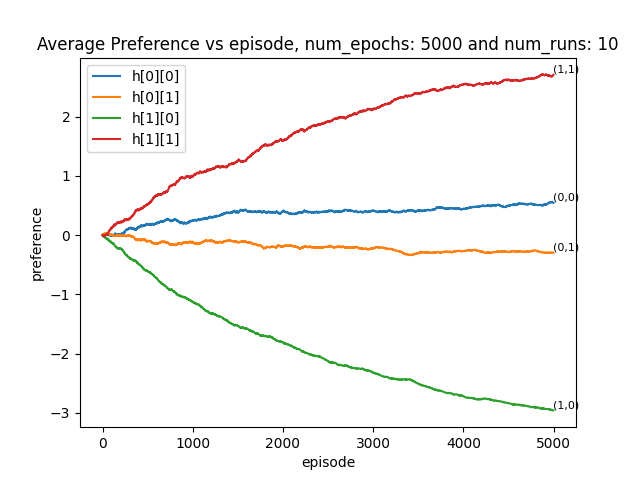 Average Preference vs episode, num_epochs: 5000 and num_runs: 10
h[0][0]
h[0][1]
h[1][0]
h[1][1]
(1,1)
(0,0)
(0,1)
(1,0)
preference
2
1
0
−1
−2
−3
0 1000 2000 3000 4000 5000
episode